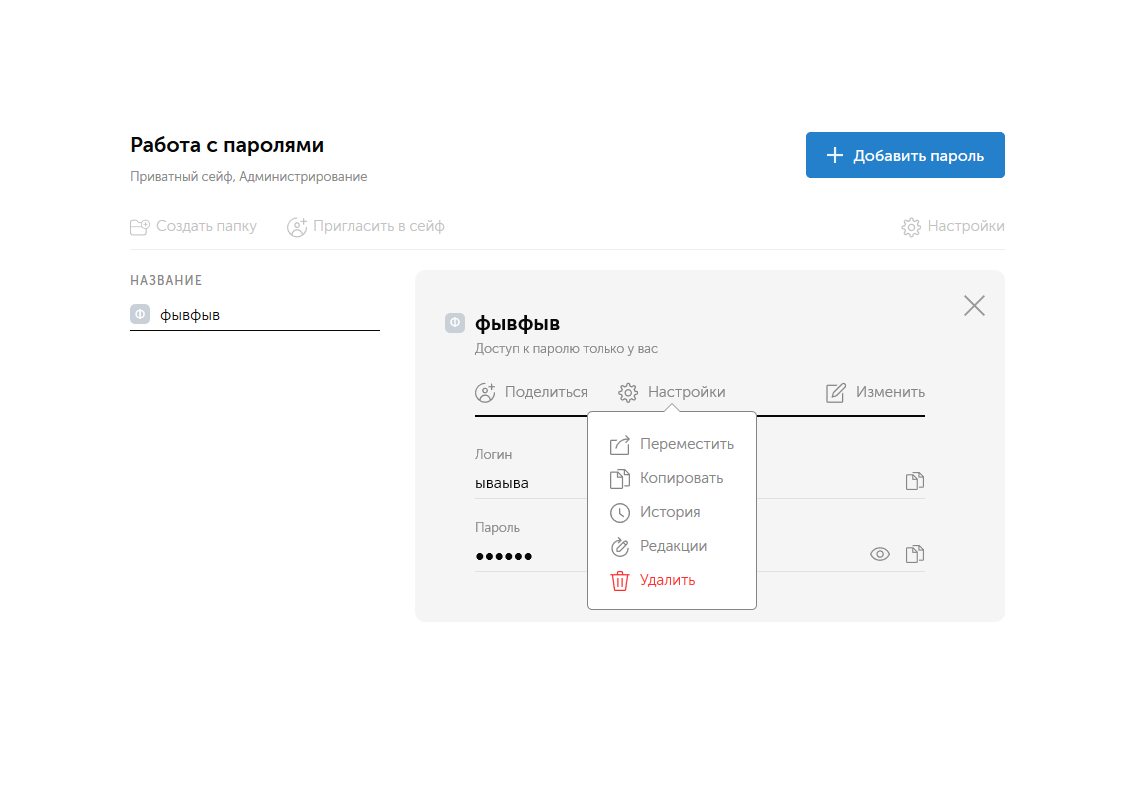 Работа с паролями
Добавить пароль
Приватный сейф, Администрирование
Создать папку
Пригласить в сейф
Настройки
НАЗВАНИЕ
Ф фывфыв
Ф фывфыв
Доступ к паролю только у вас
Поделиться
Настройки
Изменить
Переместить
Логин
Копировать
ываыва
История
Пароль
Редакции
●●●●●●
Удалить